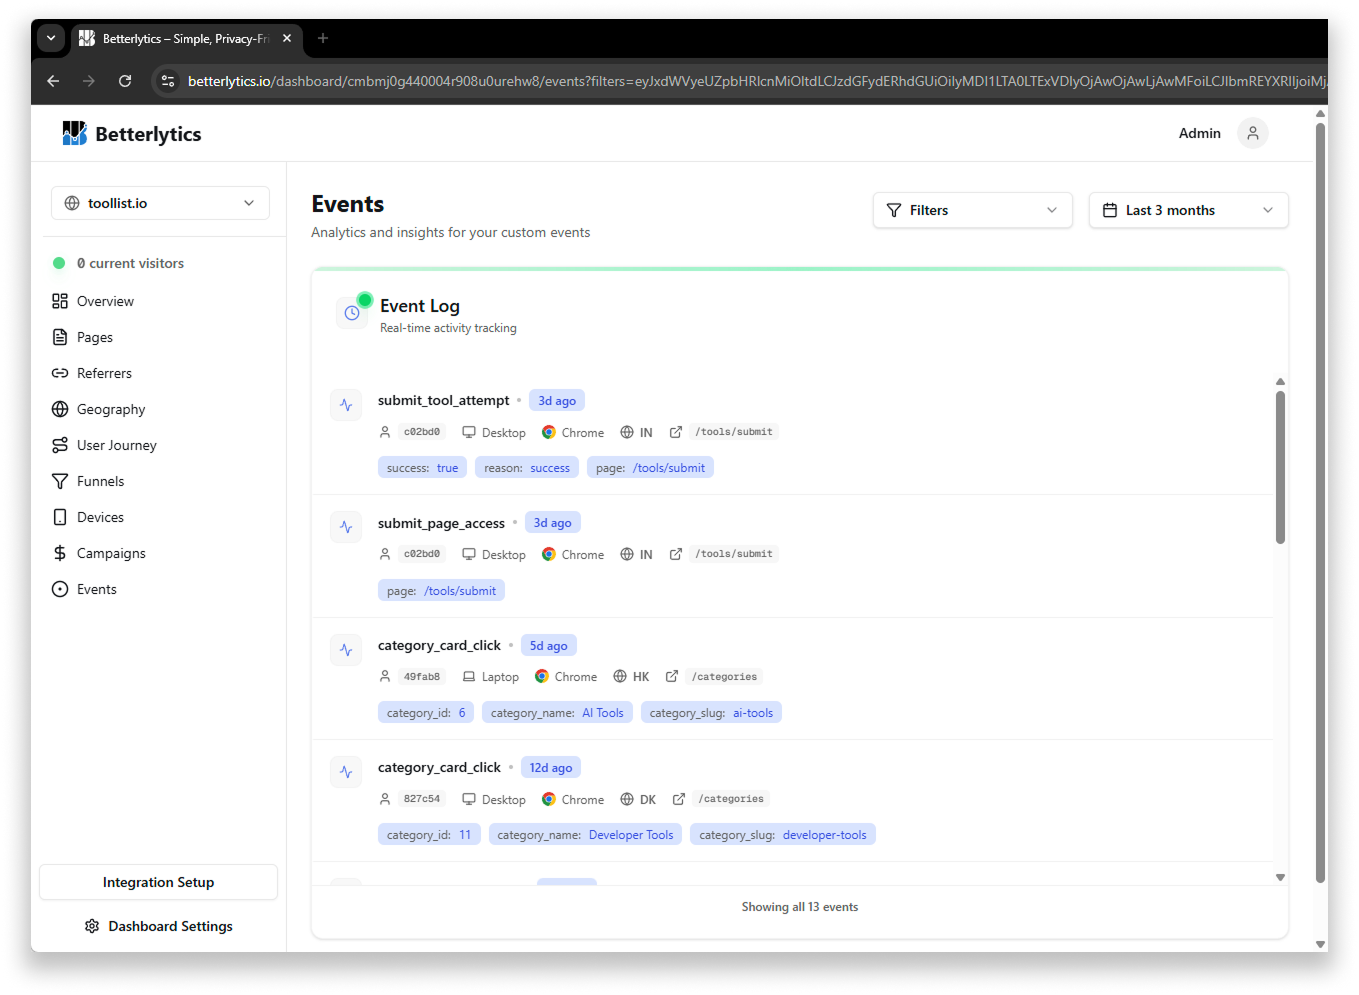 Betterlytics – Simple, Privacy-Fri
betterlytics.io/dashboard/cmbmj0g440004r908u0urehw8/events?filters=
Betterlytics
Admin
toollist.io
0 current visitors
Overview
Pages
Referrers
Geography
User Journey
Funnels
Devices
Campaigns
Events
Integration Setup
Dashboard Settings
Events
Analytics and insights for your custom events
Filters
Last 3 months
Event Log
Real-time activity tracking
submit_tool_attempt • 3d ago
c02bd0 Desktop Chrome IN /tools/submit
success: true reason: success page: /tools/submit
submit_page_access • 3d ago
c02bd0 Desktop Chrome IN /tools/submit
page: /tools/submit
category_card_click • 5d ago
49fab8 Laptop Chrome HK /categories
category_id: 6 category_name: AI Tools category_slug: ai-tools
category_card_click • 12d ago
827c54 Desktop Chrome DK /categories
category_id: 11 category_name: Developer Tools category_slug: developer-tools
Showing all 13 events